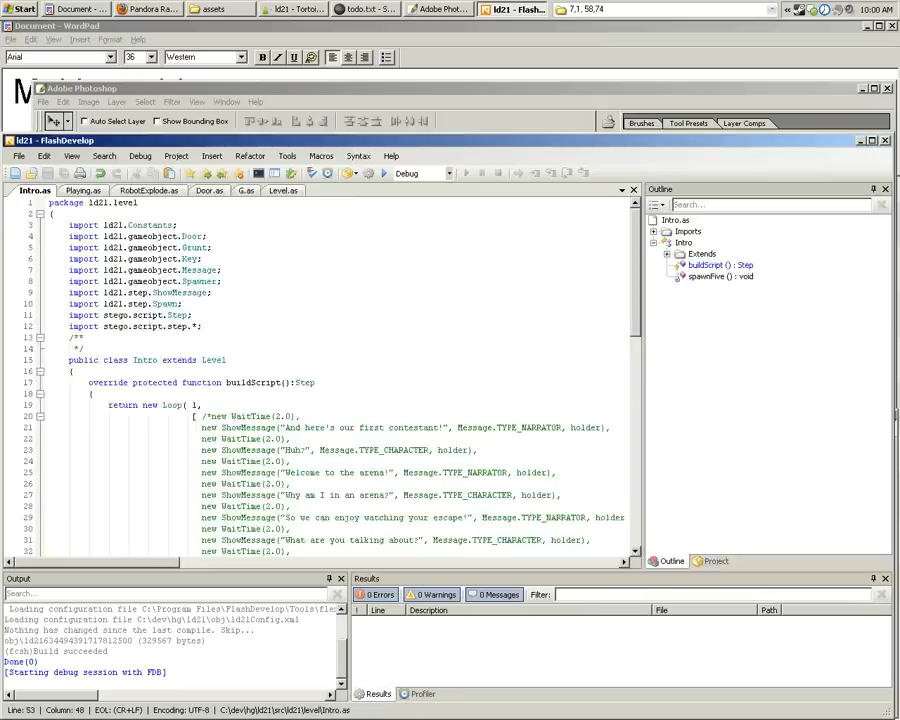 Start Document - ... Pandora Ra... assets ld21 - Tortoi... todo.txt - S... Adobe Phot... ld21 - Flash... 7,1, 58,74 « 10:00 AM
Document - WordPad
File Edit View Insert Format Help
Arial 36 Western B I U
Adobe Photoshop
File Edit Image Layer Select Filter View Window Help
Auto Select Layer Show Bounding Box Brushes Tool Presets Layer Comps
ld21 - FlashDevelop
File Edit View Search Debug Project Insert Refactor Tools Macros Syntax Help
Debug
Intro.as Playing.as RobotExplode.as Door.as G.as Level.as
1 package ld21.level
2 {
3 import ld21.Constants;
4 import ld21.gameobject.Door;
5 import ld21.gameobject.Grunt;
6 import ld21.gameobject.Key;
7 import ld21.gameobject.Message;
8 import ld21.gameobject.Spawner;
9 import ld21.step.ShowMessage;
10 import ld21.step.Spawn;
11 import stego.script.Step;
12 import stego.script.step.*;
13 /**
14 */
15 public class Intro extends Level
16 {
17 override protected function buildScript():Step
18 {
19 return new Loop( 1,
20 [ /*new WaitTime(2.0),
21 new ShowMessage("And here's our first contestant!", Message.TYPE_NARRATOR, holder),
22 new WaitTime(2.0),
23 new ShowMessage("Huh?", Message.TYPE_CHARACTER, holder),
24 new WaitTime(2.0),
25 new ShowMessage("Welcome to the arena!", Message.TYPE_NARRATOR, holder),
26 new WaitTime(2.0),
27 new ShowMessage("Why am I in an arena?", Message.TYPE_CHARACTER, holder),
28 new WaitTime(2.0),
29 new ShowMessage("So we can enjoy watching your escape!", Message.TYPE_NARRATOR, holder
30 new WaitTime(2.0),
31 new ShowMessage("What are you talking about?", Message.TYPE_CHARACTER, holder),
32 new WaitTime(2.0),
Outline
Search...
Intro.as
Imports
Intro
Extends
buildScript () : Step
spawnFive () : void
Outline Project
Output
Search...
Loading configuration file C:\Program Files\FlashDevelop\Tools\fle
Loading configuration file C:\dev\hg\ld21\obj\ld21Config.xml
Nothing has changed since the last compile. Skip...
obj\ld21634494391717812500 (329567 bytes)
(fcsh)Build succeeded
Done(0)
[Starting debug session with FDB]
Results
0 Errors 0 Warnings 0 Messages Filter:
! Line Description File Path
Results Profiler
Line: 53 Column: 48 EOL: (CR+LF) Encoding: UTF-8 C:\dev\hg\ld21\src\ld21\level\Intro.as